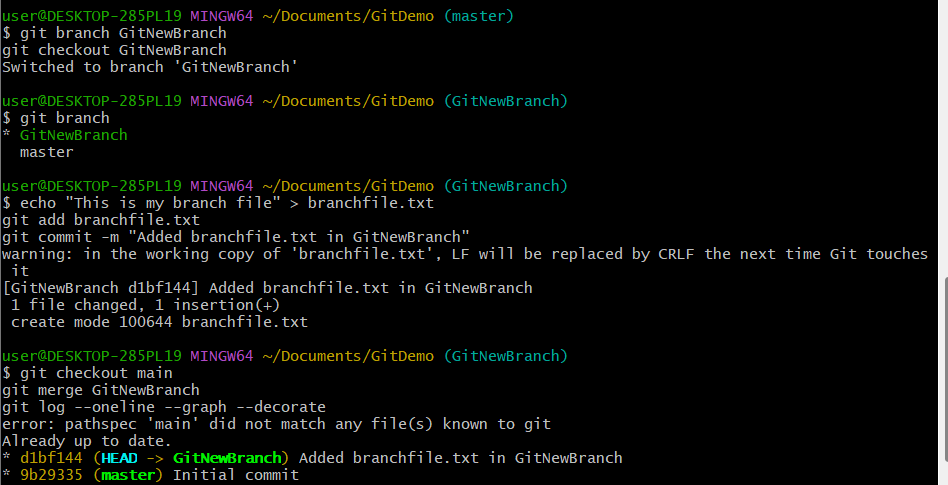 user@DESKTOP-285PL19 MINGW64 ~/Documents/GitDemo (master)
$ git branch GitNewBranch
git checkout GitNewBranch
Switched to branch 'GitNewBranch'
user@DESKTOP-285PL19 MINGW64 ~/Documents/GitDemo (GitNewBranch)
$ git branch
* GitNewBranch
  master
user@DESKTOP-285PL19 MINGW64 ~/Documents/GitDemo (GitNewBranch)
$ echo "This is my branch file" > branchfile.txt
git add branchfile.txt
git commit -m "Added branchfile.txt in GitNewBranch"
warning: in the working copy of 'branchfile.txt', LF will be replaced by CRLF the next time Git touches
 it
[GitNewBranch d1bf144] Added branchfile.txt in GitNewBranch
 1 file changed, 1 insertion(+)
 create mode 100644 branchfile.txt
user@DESKTOP-285PL19 MINGW64 ~/Documents/GitDemo (GitNewBranch)
$ git checkout main
git merge GitNewBranch
git log --oneline --graph --decorate
error: pathspec 'main' did not match any file(s) known to git
Already up to date.
* d1bf144 (HEAD -> GitNewBranch) Added branchfile.txt in GitNewBranch
* 9b29335 (master) Initial commit